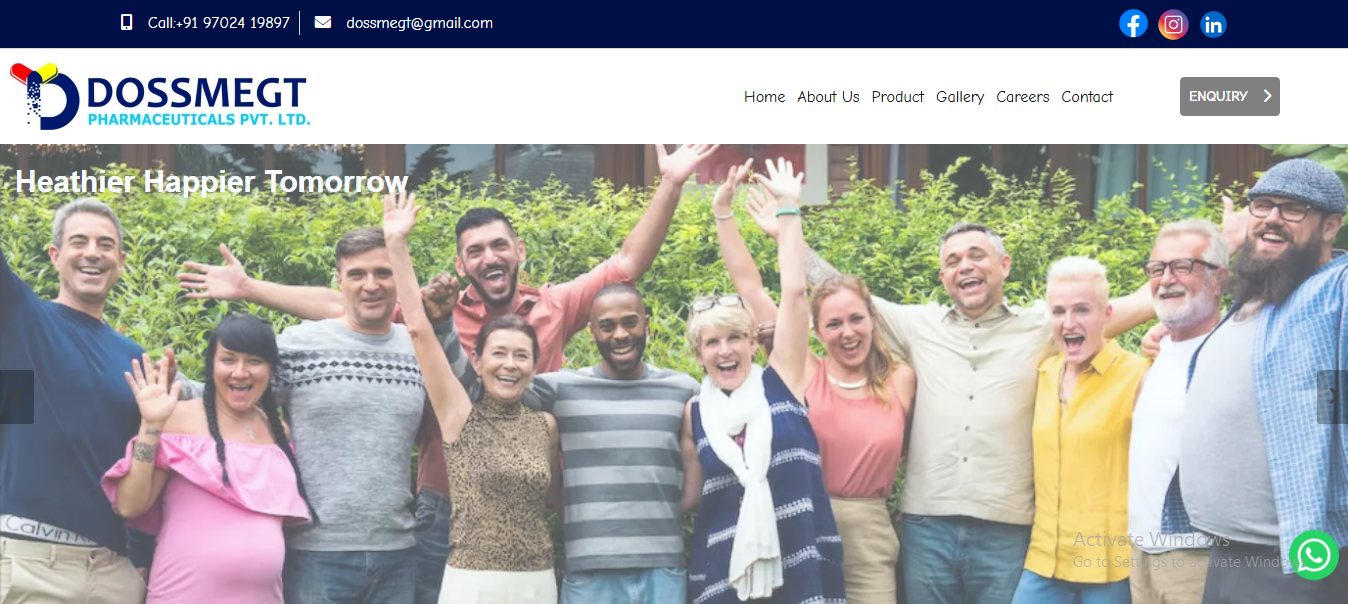 Call:+91 97024 19897
dossmegt@gmail.com
DOSSMEGT
PHARMACEUTICALS PVT. LTD.
Home About Us Product Gallery Careers Contact
ENQUIRY
Heathier Happier Tomorrow
Calvin
Activate Windows
Go to Settings to activate Windows